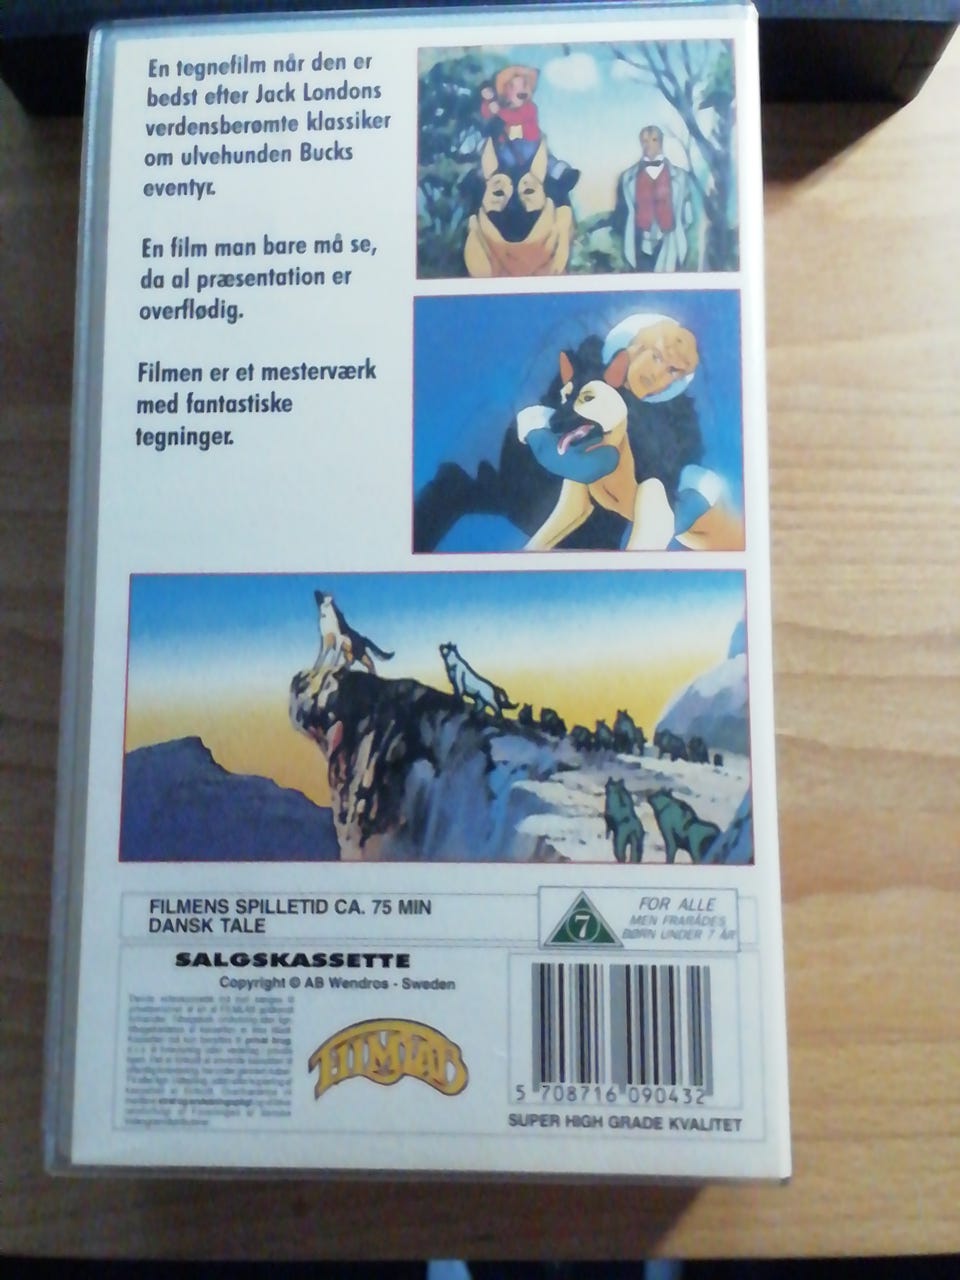 En tegnefilm når den er
bedst efter Jack Londons
verdensberømte klassiker
om ulvehunden Bucks
eventyr.
En film man bare må se,
da al præsentation er
overflødig.
Filmen er et mesterværk
med fantastiske
tegninger.
FILMENS SPILLETID CA. 75 MIN
DANSK TALE
7
FOR ALLE
MEN FRARÅDES
BØRN UNDER 7 ÅR
SALGSKASSETTE
Copyright © AB Wendros - Sweden
FILMLAB
5 708716 090432
SUPER HIGH GRADE KVALITET